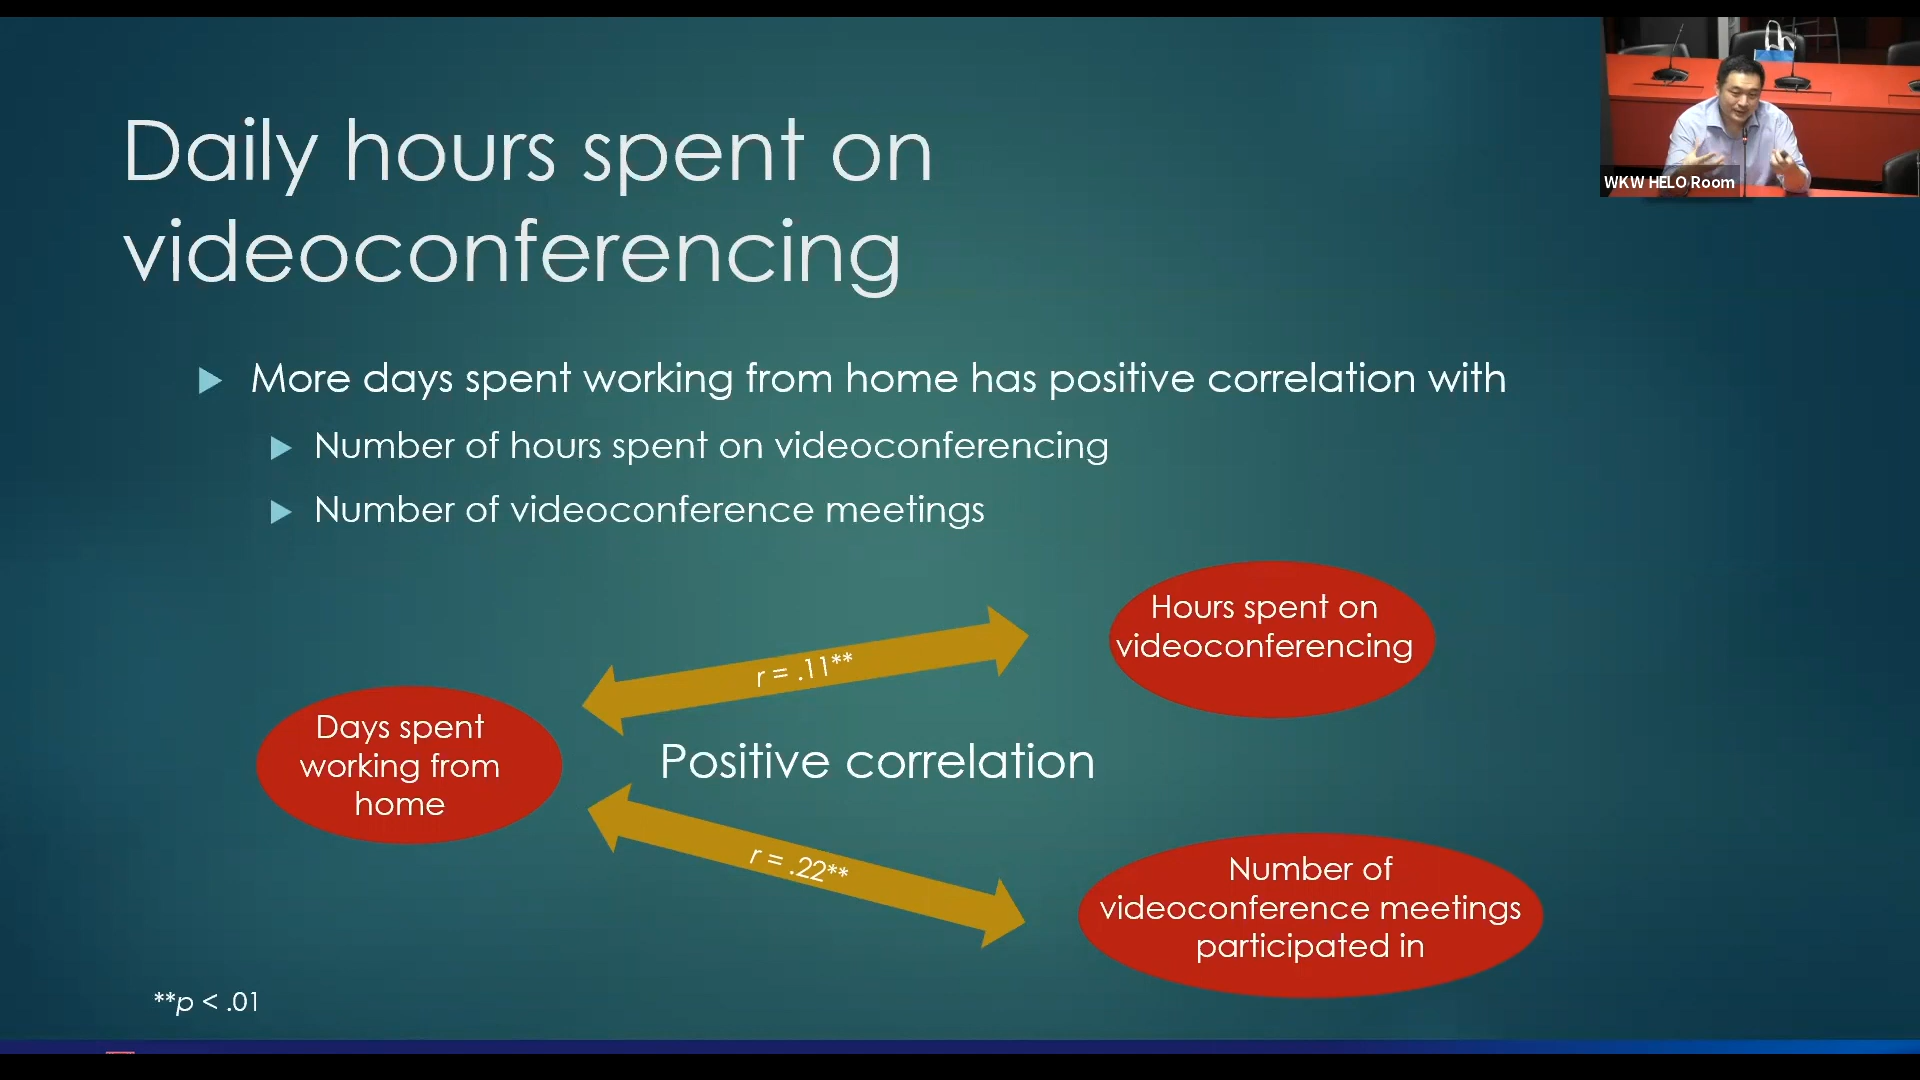 Daily hours spent on
videoconferencing
WKW HELO Room
More days spent working from home has positive correlation with
Number of hours spent on videoconferencing
Number of videoconference meetings
Hours spent on
videoconferencing
r = .11**
Days spent
working from
home
Positive correlation
r = .22**
Number of
videoconference meetings
participated in
**p < .01